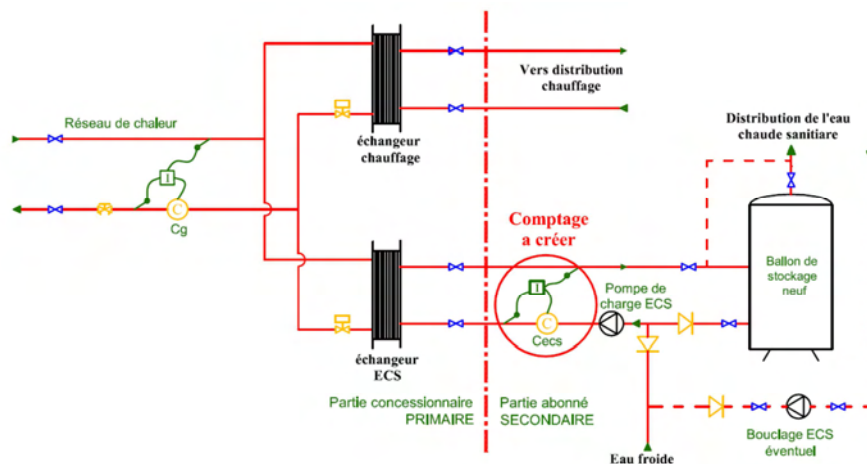 Réseau de chaleur
I
C
Cg
échangeur
chauffage
Vers distribution
chauffage
Distribution de l'eau
chaude sanitiare
Comptage
a créer
I
C
Cecs
Pompe de
charge ECS
Ballon de
stockage
neuf
échangeur
ECS
Partie concessionnaire
PRIMAIRE
Partie abonné
SECONDAIRE
Eau froide
Bouclage ECS
éventuel